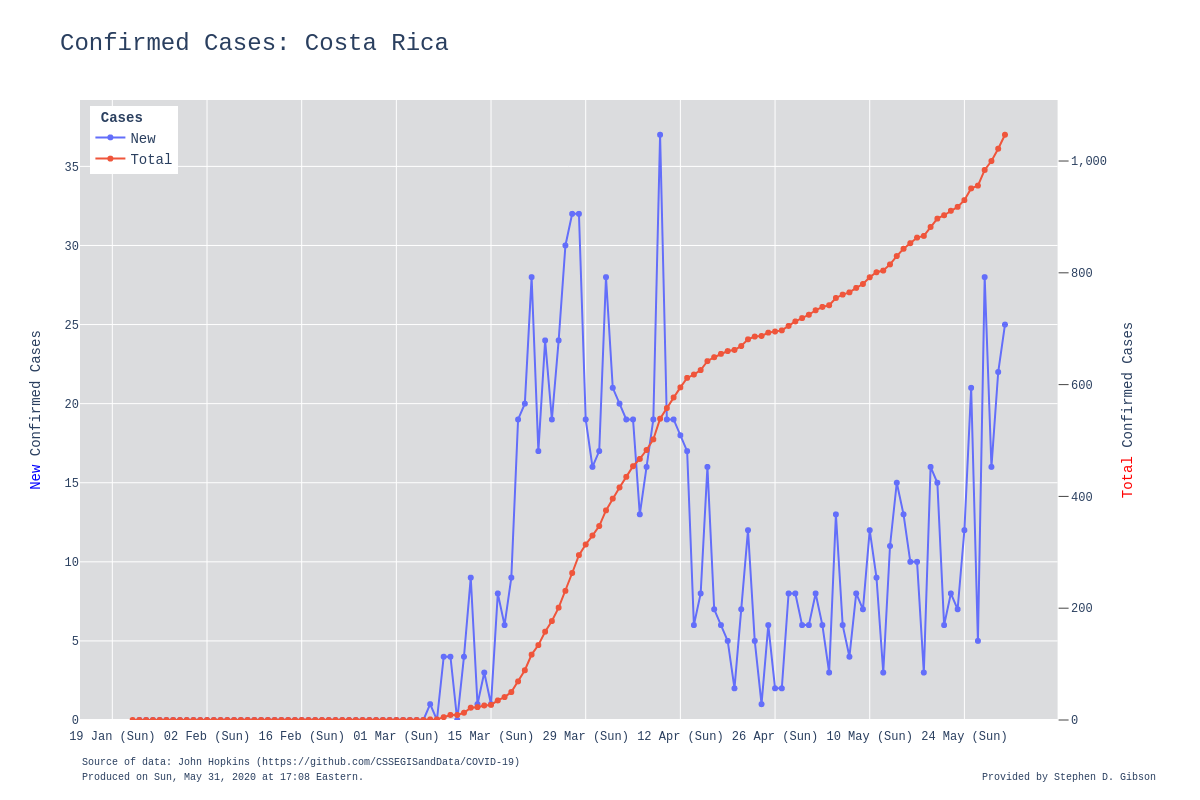 Confirmed Cases: Costa Rica
Cases
New
Total
35
30
25
20
15
10
5
0
1,000
800
600
400
200
0
New Confirmed Cases
Total Confirmed Cases
19 Jan (Sun) 02 Feb (Sun) 16 Feb (Sun) 01 Mar (Sun) 15 Mar (Sun) 29 Mar (Sun) 12 Apr (Sun) 26 Apr (Sun) 10 May (Sun) 24 May (Sun)
Source of data: John Hopkins (https://github.com/CSSEGISandData/COVID-19)
Produced on Sun, May 31, 2020 at 17:08 Eastern.
Provided by Stephen D. Gibson